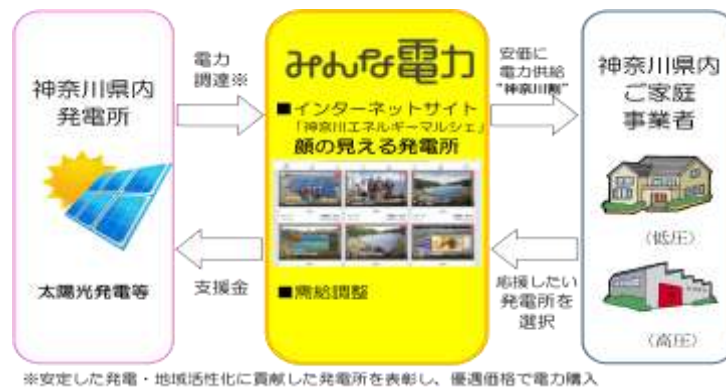 神奈川県内
発電所
太陽光発電等
電力
調達※
支援金
みんな電力
■インターネットサイト
「神奈川エネルギーマルシェ」
顔の見える発電所
■需給調整
安価に
電力供給
"神奈川割"
応援したい
発電所を
選択
神奈川県内
ご家庭
事業者
(低圧)
(高圧)
※安定した発電・地域活性化に貢献した発電所を表彰し、優遇価格で電力購入